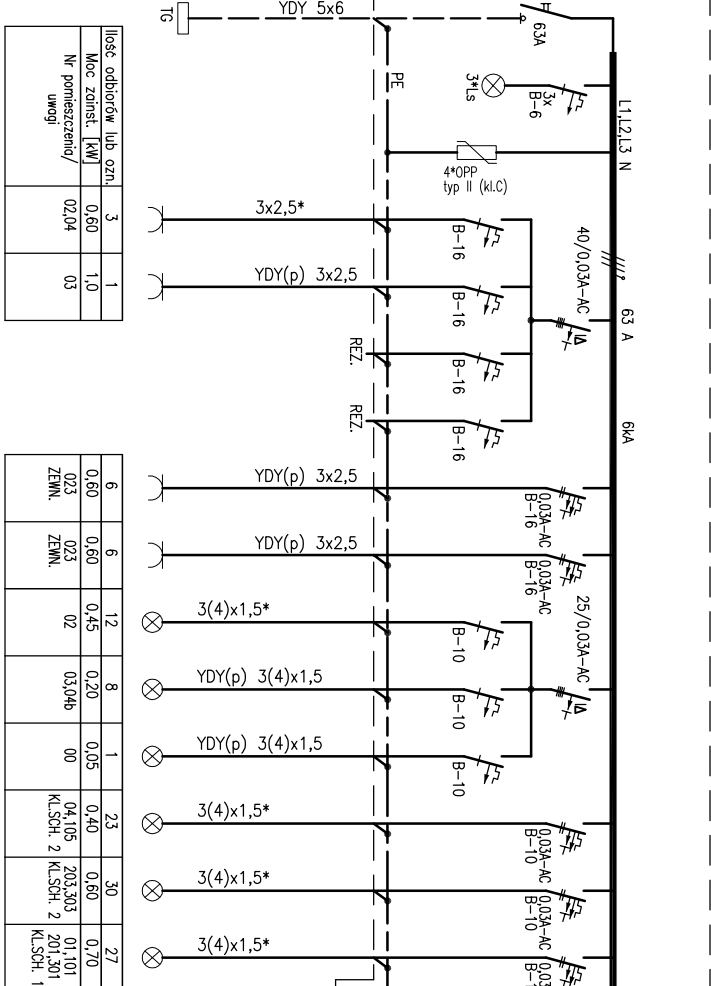 TG
YDY 5x6
63A
3*Ls
3x
B-6
L1,L2,L3 N
PE
4*OPP
typ II (kl.C)
40/0,03A-AC
63 A
6kA
3x2,5*
B-16
YDY(p) 3x2,5
B-16
REZ.
B-16
REZ.
B-16
YDY(p) 3x2,5
0,03A-AC
B-16
YDY(p) 3x2,5
0,03A-AC
B-16
25/0,03A-AC
3(4)x1,5*
B-10
YDY(p) 3(4)x1,5
B-10
YDY(p) 3(4)x1,5
B-10
3(4)x1,5*
0,03A-AC
B-10
3(4)x1,5*
0,03A-AC
B-10
3(4)x1,5*
Ilość odbiorów lub ozn. 3 1 6 6 12 8 1 23 30 27
Moc zainst. [kW] 0,60 1,0 0,60 0,60 0,45 0,20 0,05 0,40 0,60 0,70
Nr pomieszczenia/ 02,04 03 023 023 02 03,04b 00 04,105 203,303 01,101
uwagi ZEWN. ZEWN. KL.SCH. 2 KL.SCH. 2 201,301
KL.SCH. 1